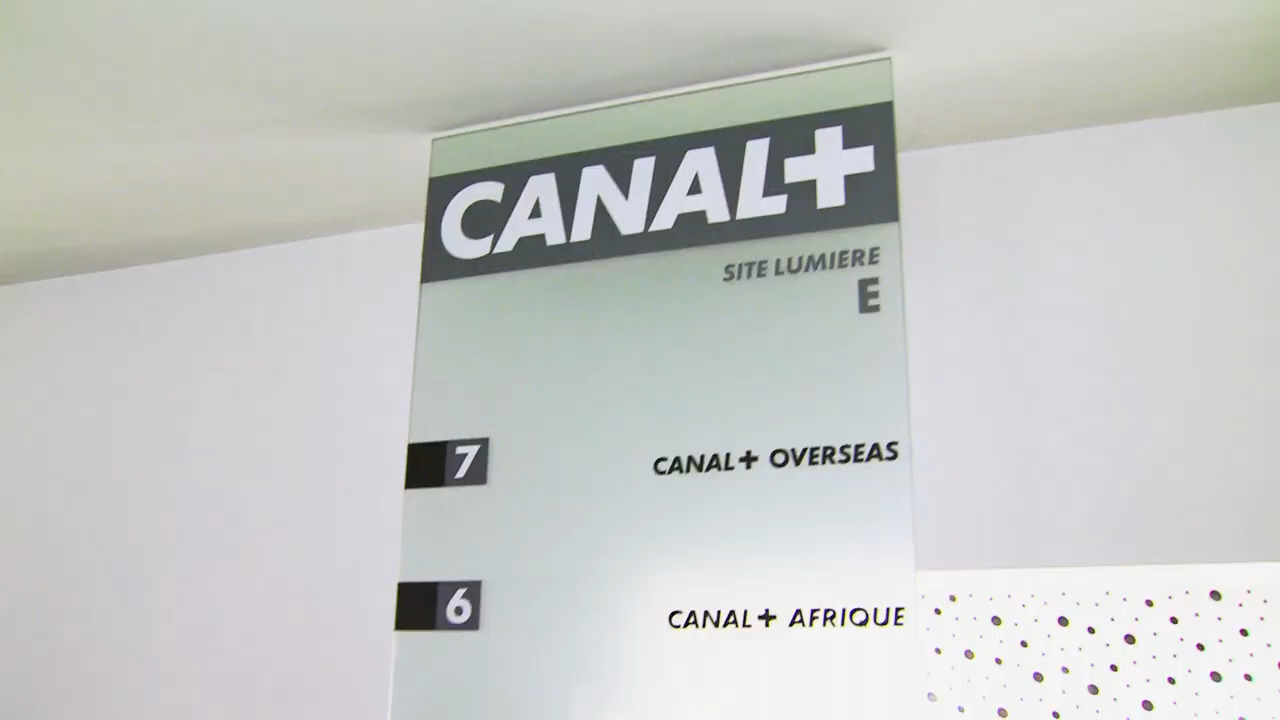 CANAL+
SITE LUMIERE
E
7 CANAL+ OVERSEAS
6 CANAL+ AFRIQUE